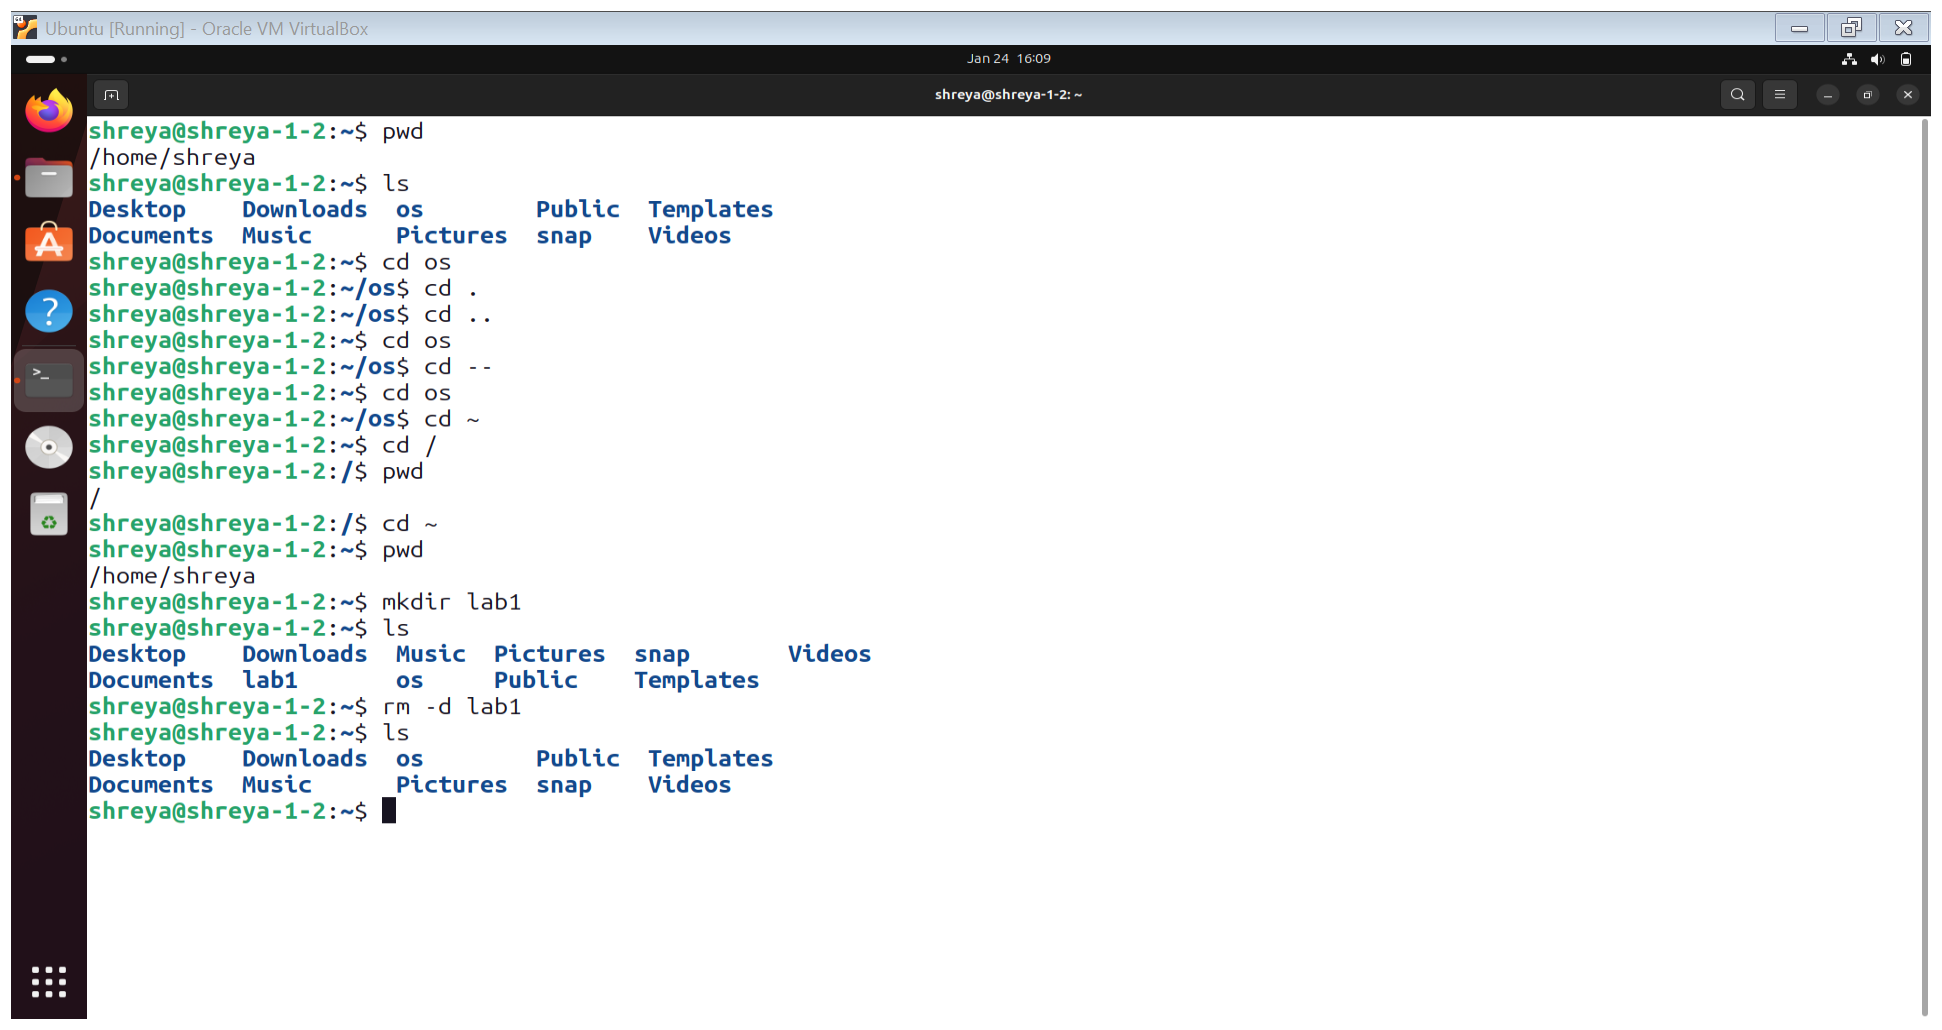 Ubuntu [Running] - Oracle VM VirtualBox
Jan 24 16:09
shreya@shreya-1-2: ~
shreya@shreya-1-2:~$ pwd
/home/shreya
shreya@shreya-1-2:~$ ls
Desktop    Downloads  os        Public  Templates
Documents  Music      Pictures  snap    Videos
shreya@shreya-1-2:~$ cd os
shreya@shreya-1-2:~/os$ cd .
shreya@shreya-1-2:~/os$ cd ..
shreya@shreya-1-2:~$ cd os
shreya@shreya-1-2:~/os$ cd --
shreya@shreya-1-2:~$ cd os
shreya@shreya-1-2:~/os$ cd ~
shreya@shreya-1-2:~$ cd /
shreya@shreya-1-2:/$ pwd
/
shreya@shreya-1-2:/$ cd ~
shreya@shreya-1-2:~$ pwd
/home/shreya
shreya@shreya-1-2:~$ mkdir lab1
shreya@shreya-1-2:~$ ls
Desktop    Downloads  Music  Pictures  snap       Videos
Documents  lab1       os     Public    Templates
shreya@shreya-1-2:~$ rm -d lab1
shreya@shreya-1-2:~$ ls
Desktop    Downloads  os        Public  Templates
Documents  Music      Pictures  snap    Videos
shreya@shreya-1-2:~$